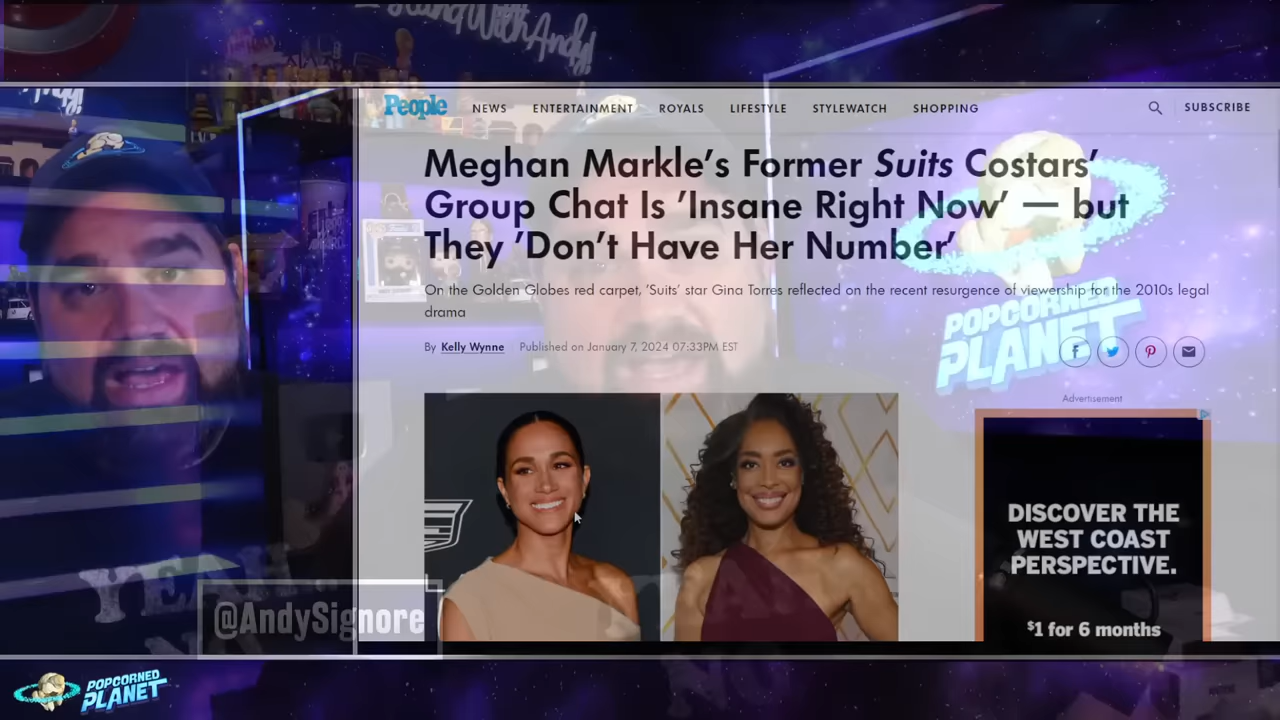 StandWithAndy!
People NEWS ENTERTAINMENT ROYALS LIFESTYLE STYLEWATCH SHOPPING SUBSCRIBE
Meghan Markle's Former Suits Costars'
Group Chat Is 'Insane Right Now' — but
They 'Don't Have Her Number'
On the Golden Globes red carpet, 'Suits' star Gina Torres reflected on the recent resurgence of viewership for the 2010s legal
drama
By Kelly Wynne Published on January 7, 2024 07:33PM EST
POPCORNED
PLANET
Advertisement
DISCOVER THE
WEST COAST
PERSPECTIVE.
$1 for 6 months
YEAH
@AndySignore
POPCORNED
PLANET